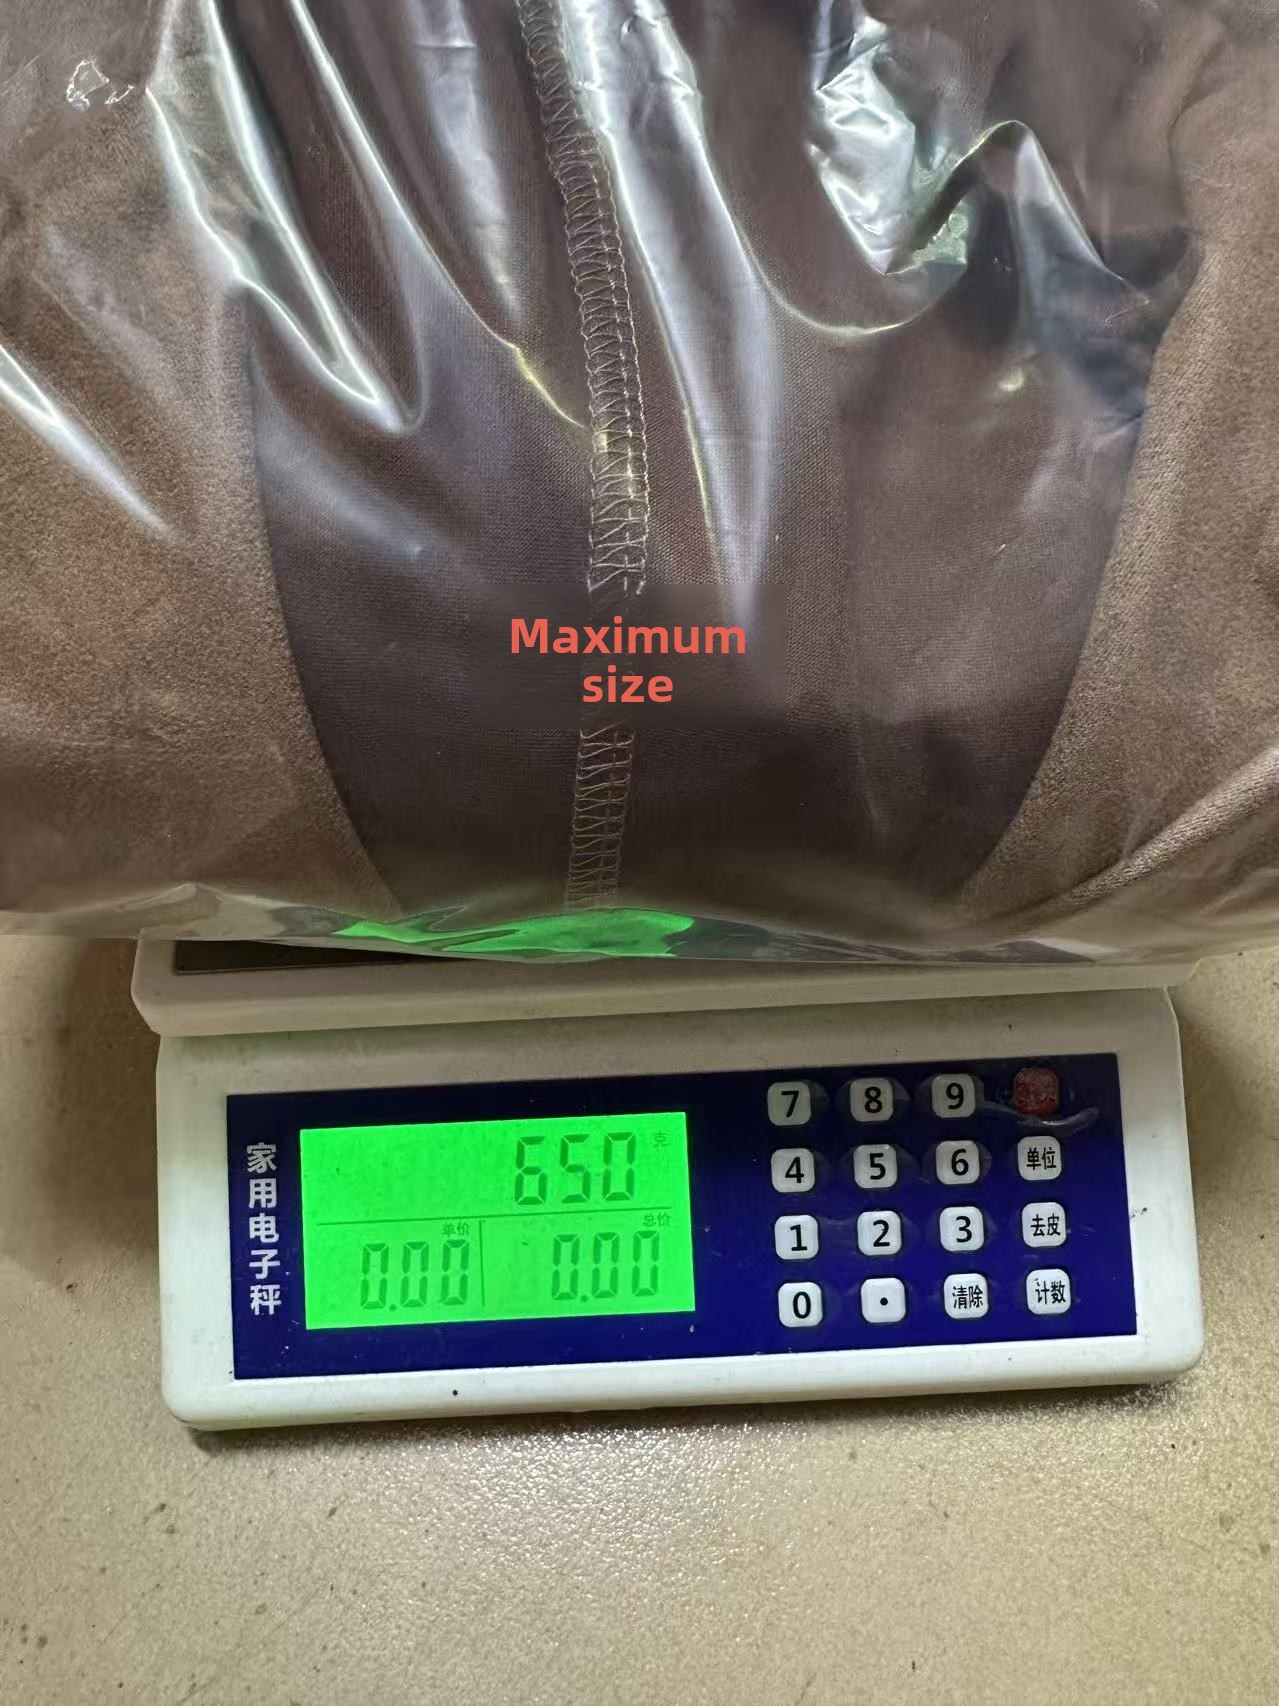 Maximum
size
家用电子秤
650 克
单价 总价
0.00 0.00
7 8 9
4 5 6 单位
1 2 3 去皮
0 . 清除 计数